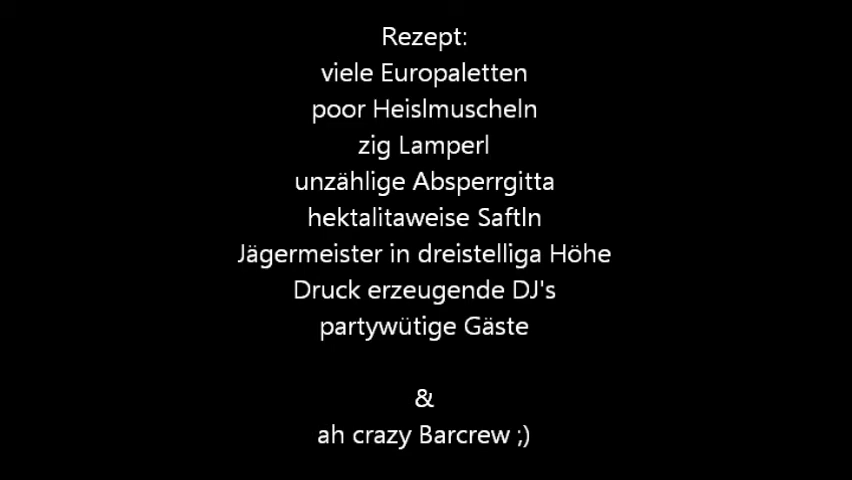 Rezept:
viele Europaletten
poor Heislmuscheln
zig Lamperl
unzählige Absperrgitta
hektalitaweise Saftln
Jägermeister in dreistelliga Höhe
Druck erzeugende DJ's
partywütige Gäste
&
ah crazy Barcrew ;)